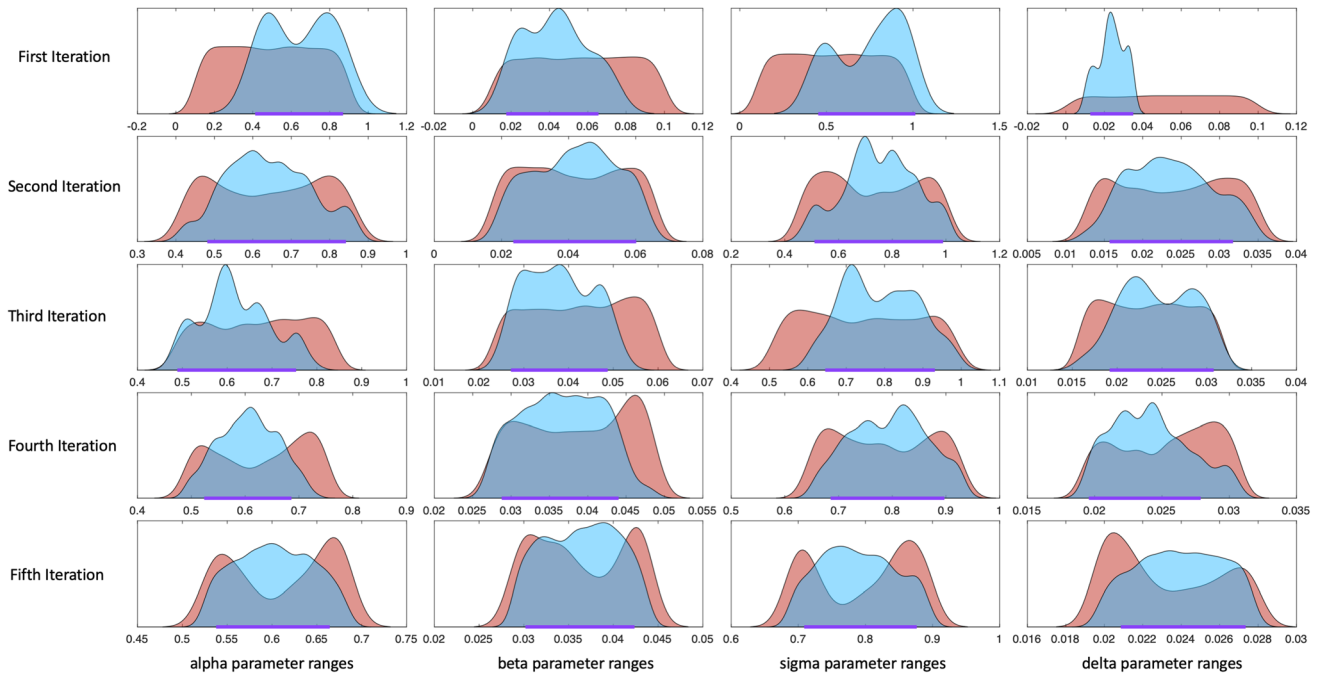 First Iteration
-0.2 0 0.2 0.4 0.6 0.8 1 1.2
-0.02 0 0.02 0.04 0.06 0.08 0.1 0.12
0 0.5 1 1.5
-0.02 0 0.02 0.04 0.06 0.08 0.1 0.12
Second Iteration
0.3 0.4 0.5 0.6 0.7 0.8 0.9 1
0 0.02 0.04 0.06 0.08
0.2 0.4 0.6 0.8 1 1.2
0.005 0.01 0.015 0.02 0.025 0.03 0.035 0.04
Third Iteration
0.4 0.5 0.6 0.7 0.8 0.9 1
0.01 0.02 0.03 0.04 0.05 0.06 0.07
0.4 0.5 0.6 0.7 0.8 0.9 1 1.1
0.01 0.015 0.02 0.025 0.03 0.035 0.04
Fourth Iteration
0.4 0.5 0.6 0.7 0.8 0.9
0.02 0.025 0.03 0.035 0.04 0.045 0.05 0.055
0.5 0.6 0.7 0.8 0.9 1
0.015 0.02 0.025 0.03 0.035
Fifth Iteration
0.45 0.5 0.55 0.6 0.65 0.7 0.75
0.02 0.025 0.03 0.035 0.04 0.045 0.05
0.6 0.7 0.8 0.9 1
0.016 0.018 0.02 0.022 0.024 0.026 0.028 0.03
alpha parameter ranges
beta parameter ranges
sigma parameter ranges
delta parameter ranges